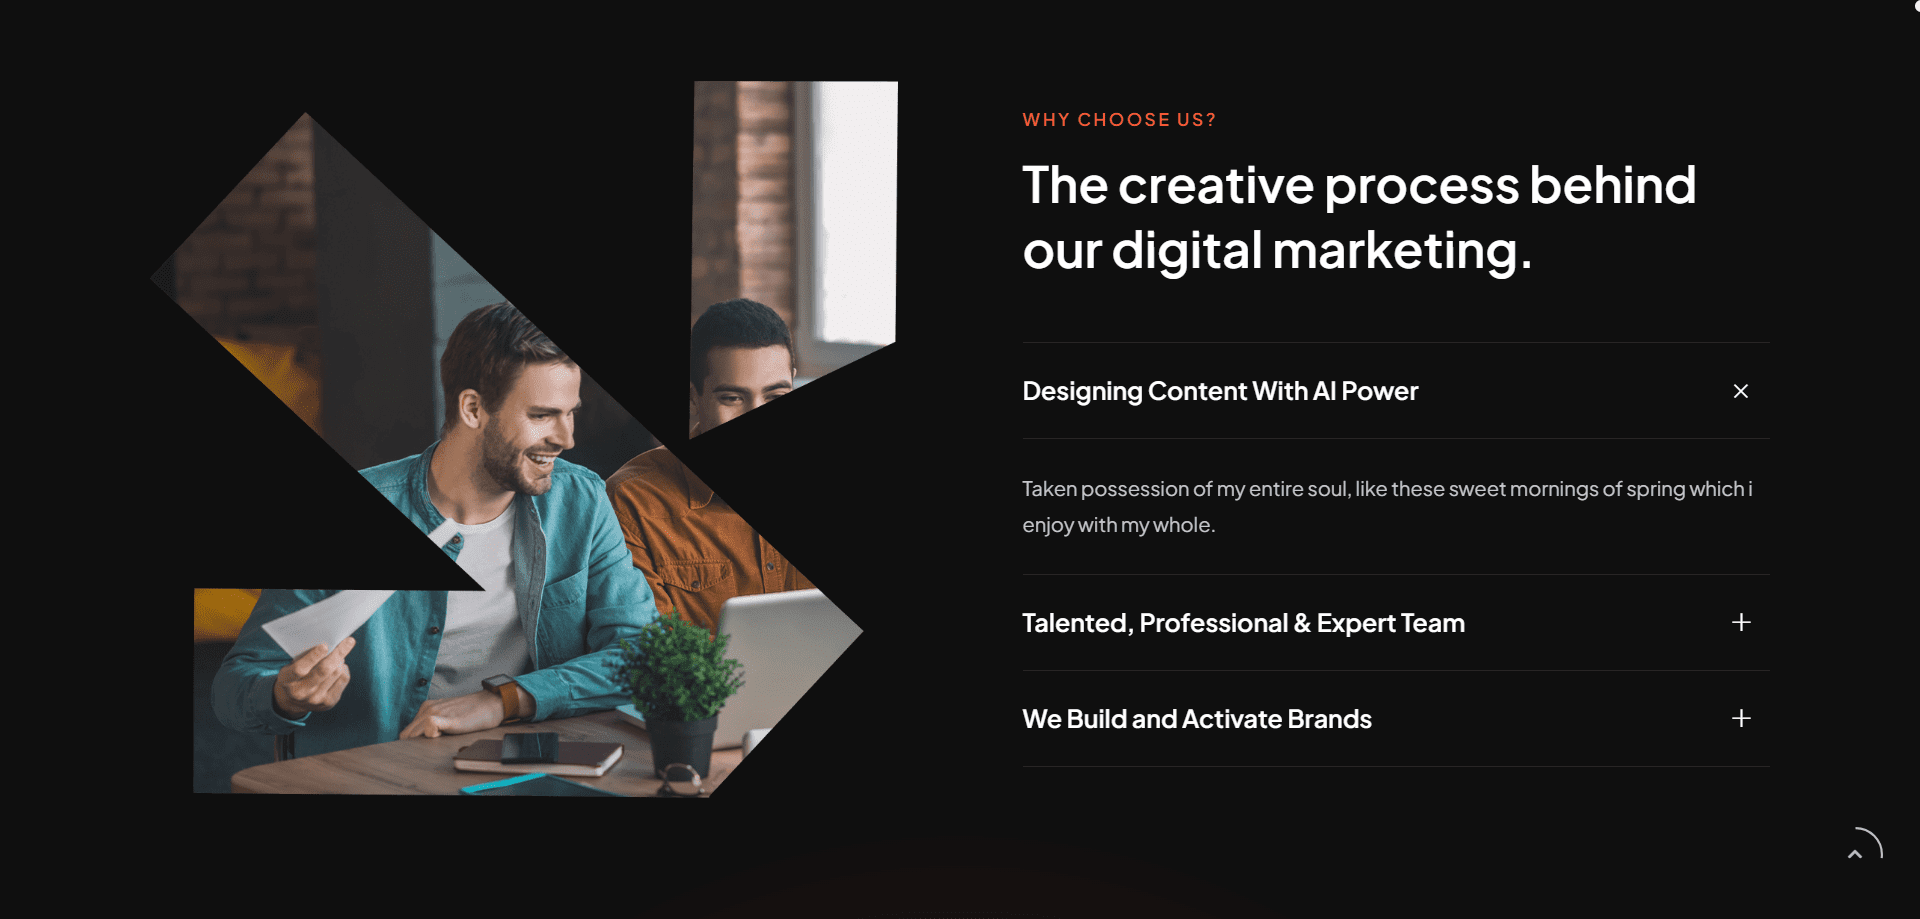 WHY CHOOSE US?
The creative process behind
our digital marketing.
Designing Content With AI Power
Taken possession of my entire soul, like these sweet mornings of spring which i
enjoy with my whole.
Talented, Professional & Expert Team
We Build and Activate Brands